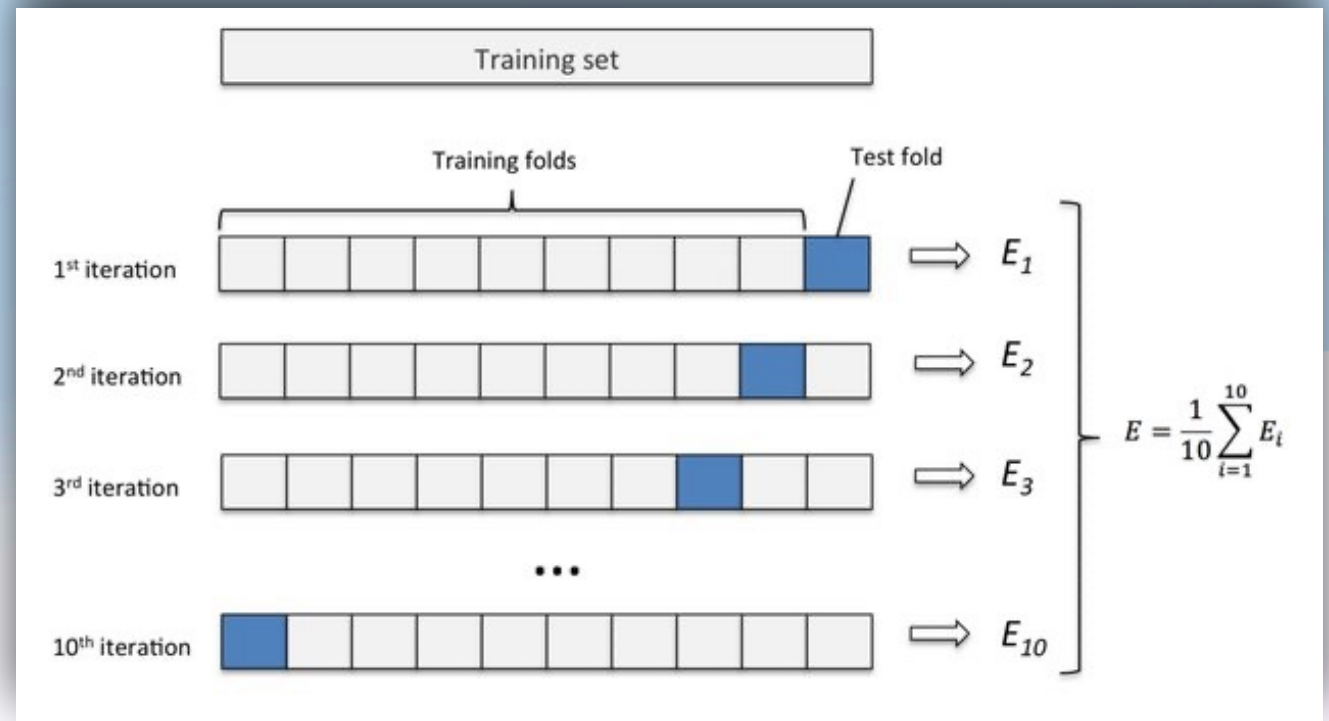 Training set
Training folds
Test fold
1st iteration
E1
2nd iteration
E2
3rd iteration
E3
E = 1/10 ∑ i=1 10 Ei
...
10th iteration
E10